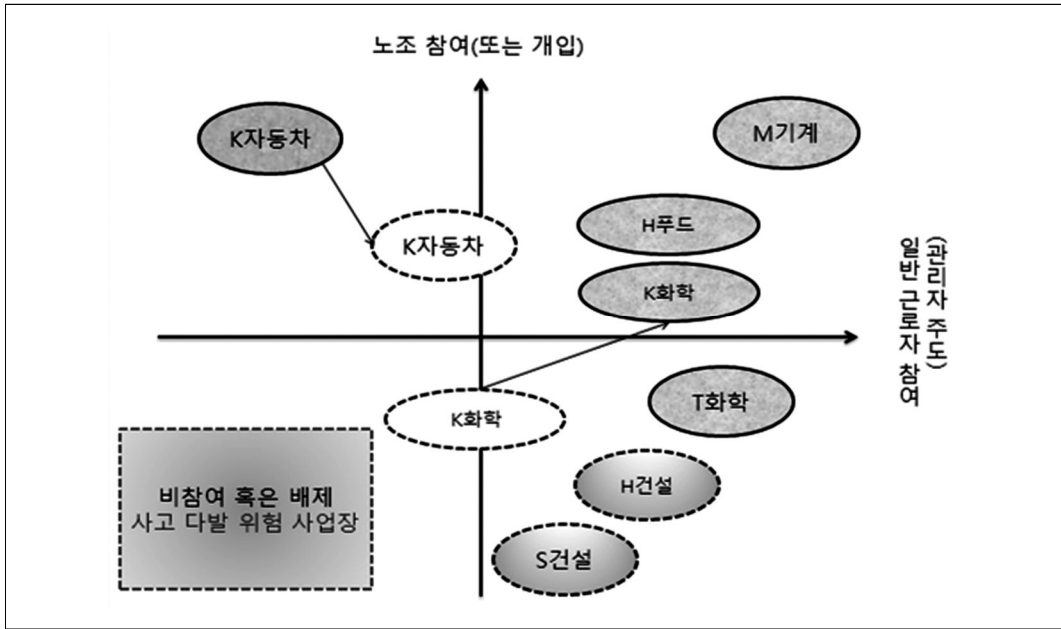 노조 참여(또는 개입)
K자동차
M기계
K자동차
H푸드
K화학
(관리자 주도)
일반 근로자 참여
T화학
K화학
H건설
비참여 혹은 배제
사고 다발 위험 사업장
S건설